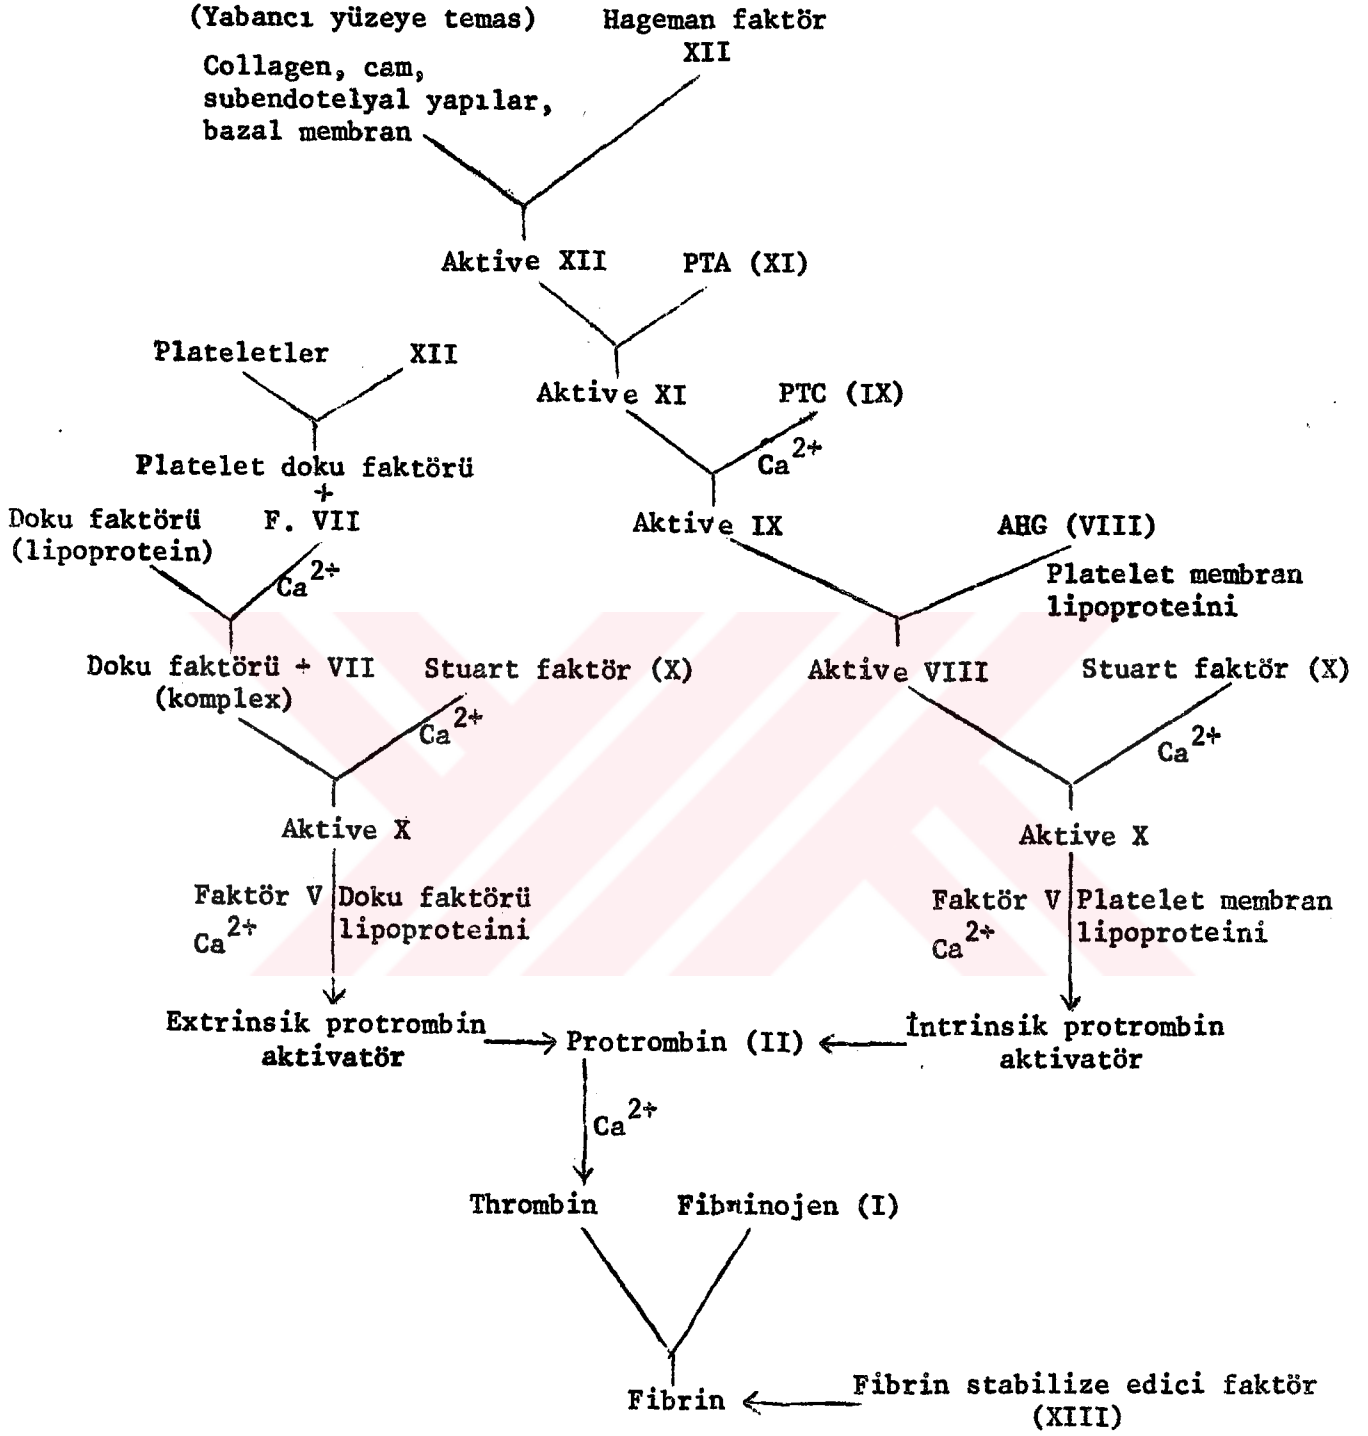 (Yabancı yüzeye temas)
Hageman faktör
XII
Collagen, cam,
subendotelyal yapılar,
bazal membran
Aktive XII
PTA (XI)
Plateletler
XII
Aktive XI
PTC (IX)
Ca2+
Platelet doku faktörü
+
Doku faktörü
(lipoprotein)
F. VII
Ca2+
Aktive IX
AHG (VIII)
Platelet membran
lipoproteini
Doku faktörü + VII
(komplex)
Stuart faktör (X)
Ca2+
Aktive VIII
Stuart faktör (X)
Ca2+
Aktive X
Aktive X
Faktör V
Ca2+
Doku faktörü
lipoproteini
Faktör V
Ca2+
Platelet membran
lipoproteini
Extrinsik protrombin
aktivatör
Protrombin (II)
İntrinsik protrombin
aktivatör
Ca2+
Thrombin
Fibrinojen (I)
Fibrin
Fibrin stabilize edici faktör
(XIII)